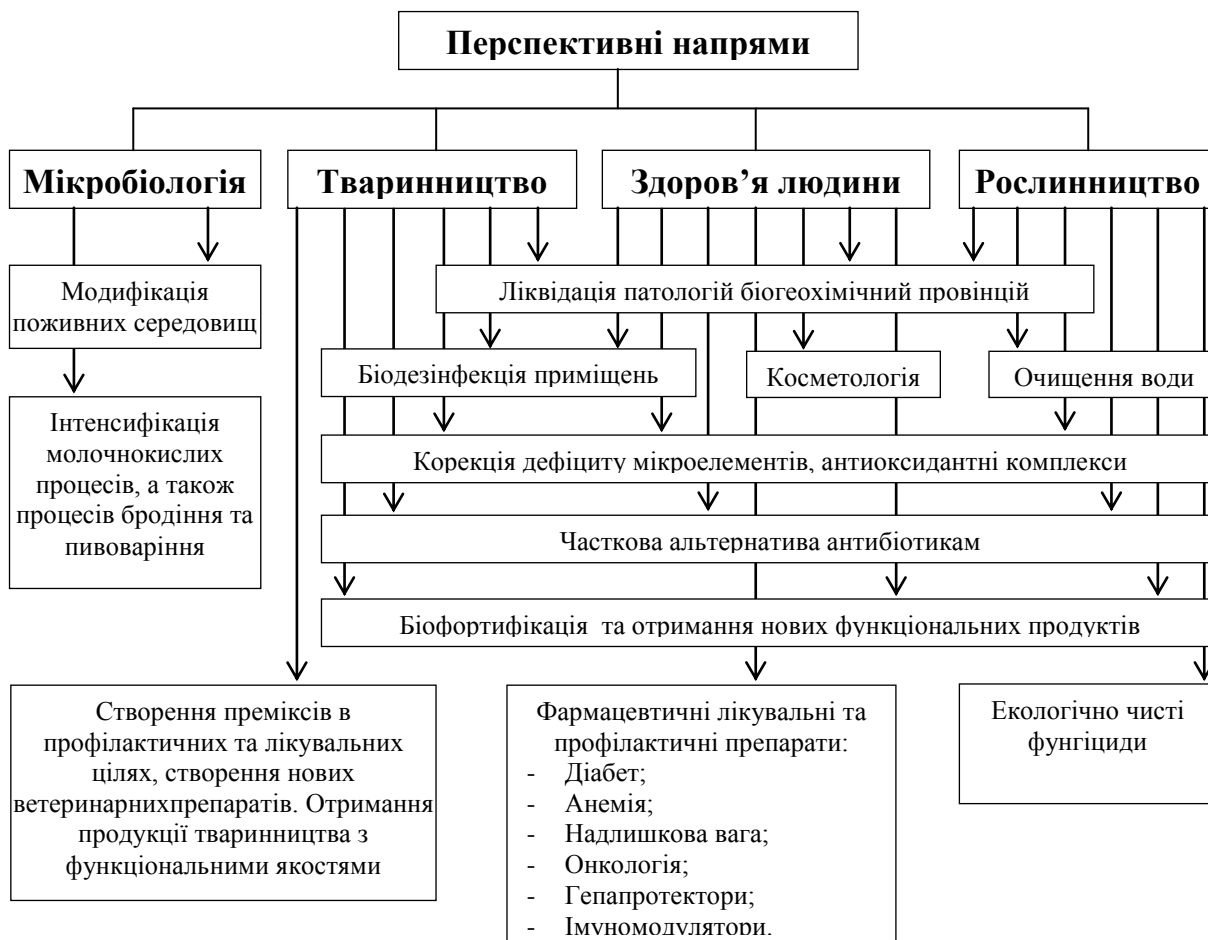 Перспективні напрями
Мікробіологія
Тваринництво
Здоров’я людини
Рослинництво
Модифікація
поживних середовищ
Ліквідація патологій біогеохімічний провінцій
Біодезінфекція приміщень
Косметологія
Очищення води
Інтенсифікація
молочнокислих
процесів, а також
процесів бродіння та
пивоваріння
Корекція дефіциту мікроелементів, антиоксидантні комплекси
Часткова альтернатива антибіотикам
Біофортифікація та отримання нових функціональних продуктів
Створення преміксів в
профілактичних та лікувальних
цілях, створення нових
ветеринарнихпрепаратів. Отримання
продукції тваринництва з
функціональними якостями
Фармацевтичні лікувальні та
профілактичні препарати:
- Діабет;
- Анемія;
- Надлишкова вага;
- Онкологія;
- Гепапротектори;
- Імуномодулятори.
Екологічно чисті
фунгіциди